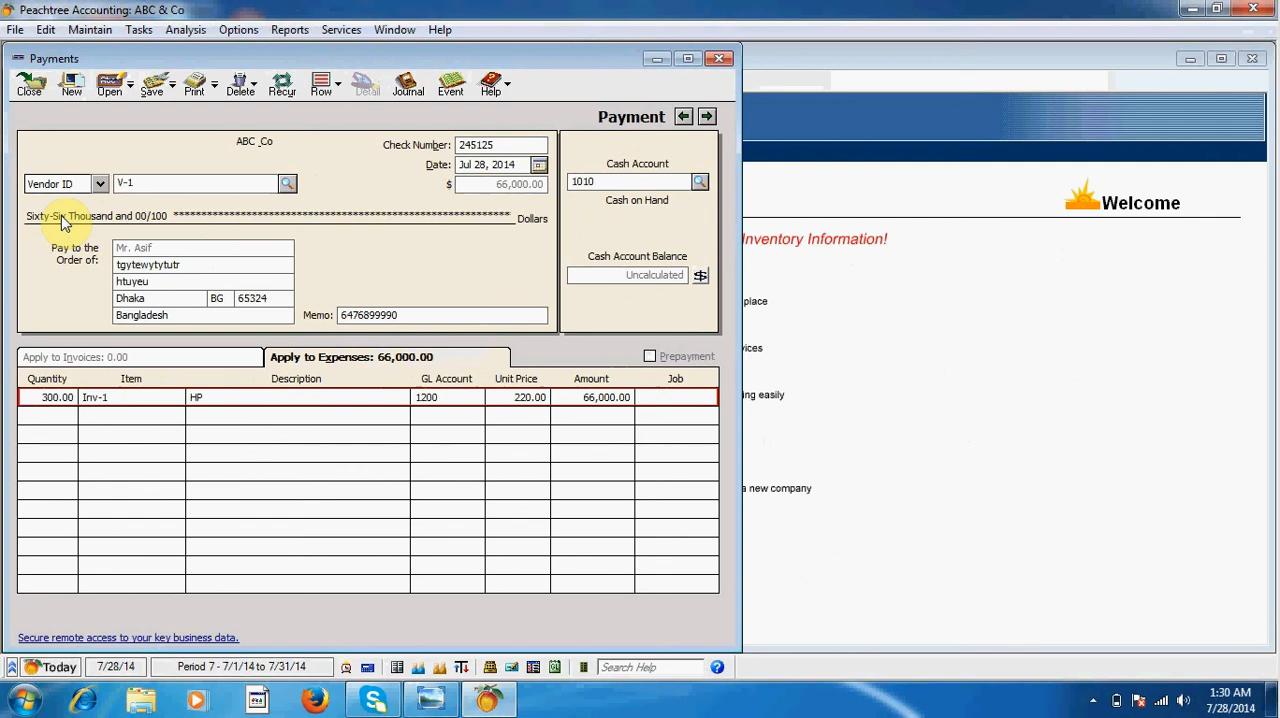 Peachtree Accounting: ABC & Co
File Edit Maintain Tasks Analysis Options Reports Services Window Help
Payments
Close New Open Save Print Delete Recur Row Detail Journal Event Help
Payment
ABC _Co
Check Number: 245125
Date: Jul 28, 2014
$ 66,000.00
Cash Account
1010
Cash on Hand
Vendor ID V-1
Sixty-Six Thousand and 00/100 **************************************************************************** Dollars
Pay to the
Order of:
Mr. Asif
tgytewytytutr
htuyeu
Dhaka BG 65324
Bangladesh
Memo: 6476899990
Cash Account Balance
Uncalculated
Apply to Invoices: 0.00
Apply to Expenses: 66,000.00
Prepayment
Quantity Item Description GL Account Unit Price Amount Job
300.00 Inv-1 HP 1200 220.00 66,000.00
Secure remote access to your key business data.
Welcome
Inventory Information!
place
vices
ing easily
a new company
Today 7/28/14 Period 7 - 7/1/14 to 7/31/14 Search Help
1:30 AM
7/28/2014